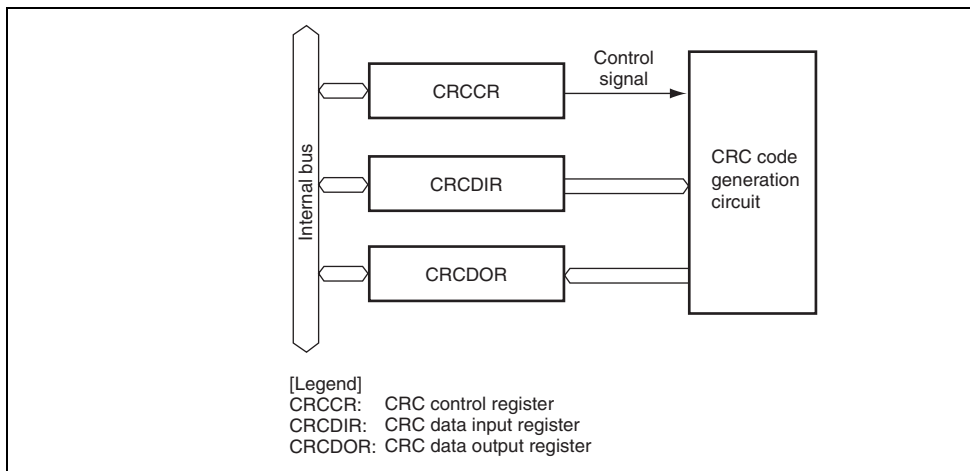 Control
signal
CRCCR
Internal bus
CRCDIR
CRC code
generation
circuit
CRCDOR
[Legend]
CRCCR: CRC control register
CRCDIR: CRC data input register
CRCDOR: CRC data output register